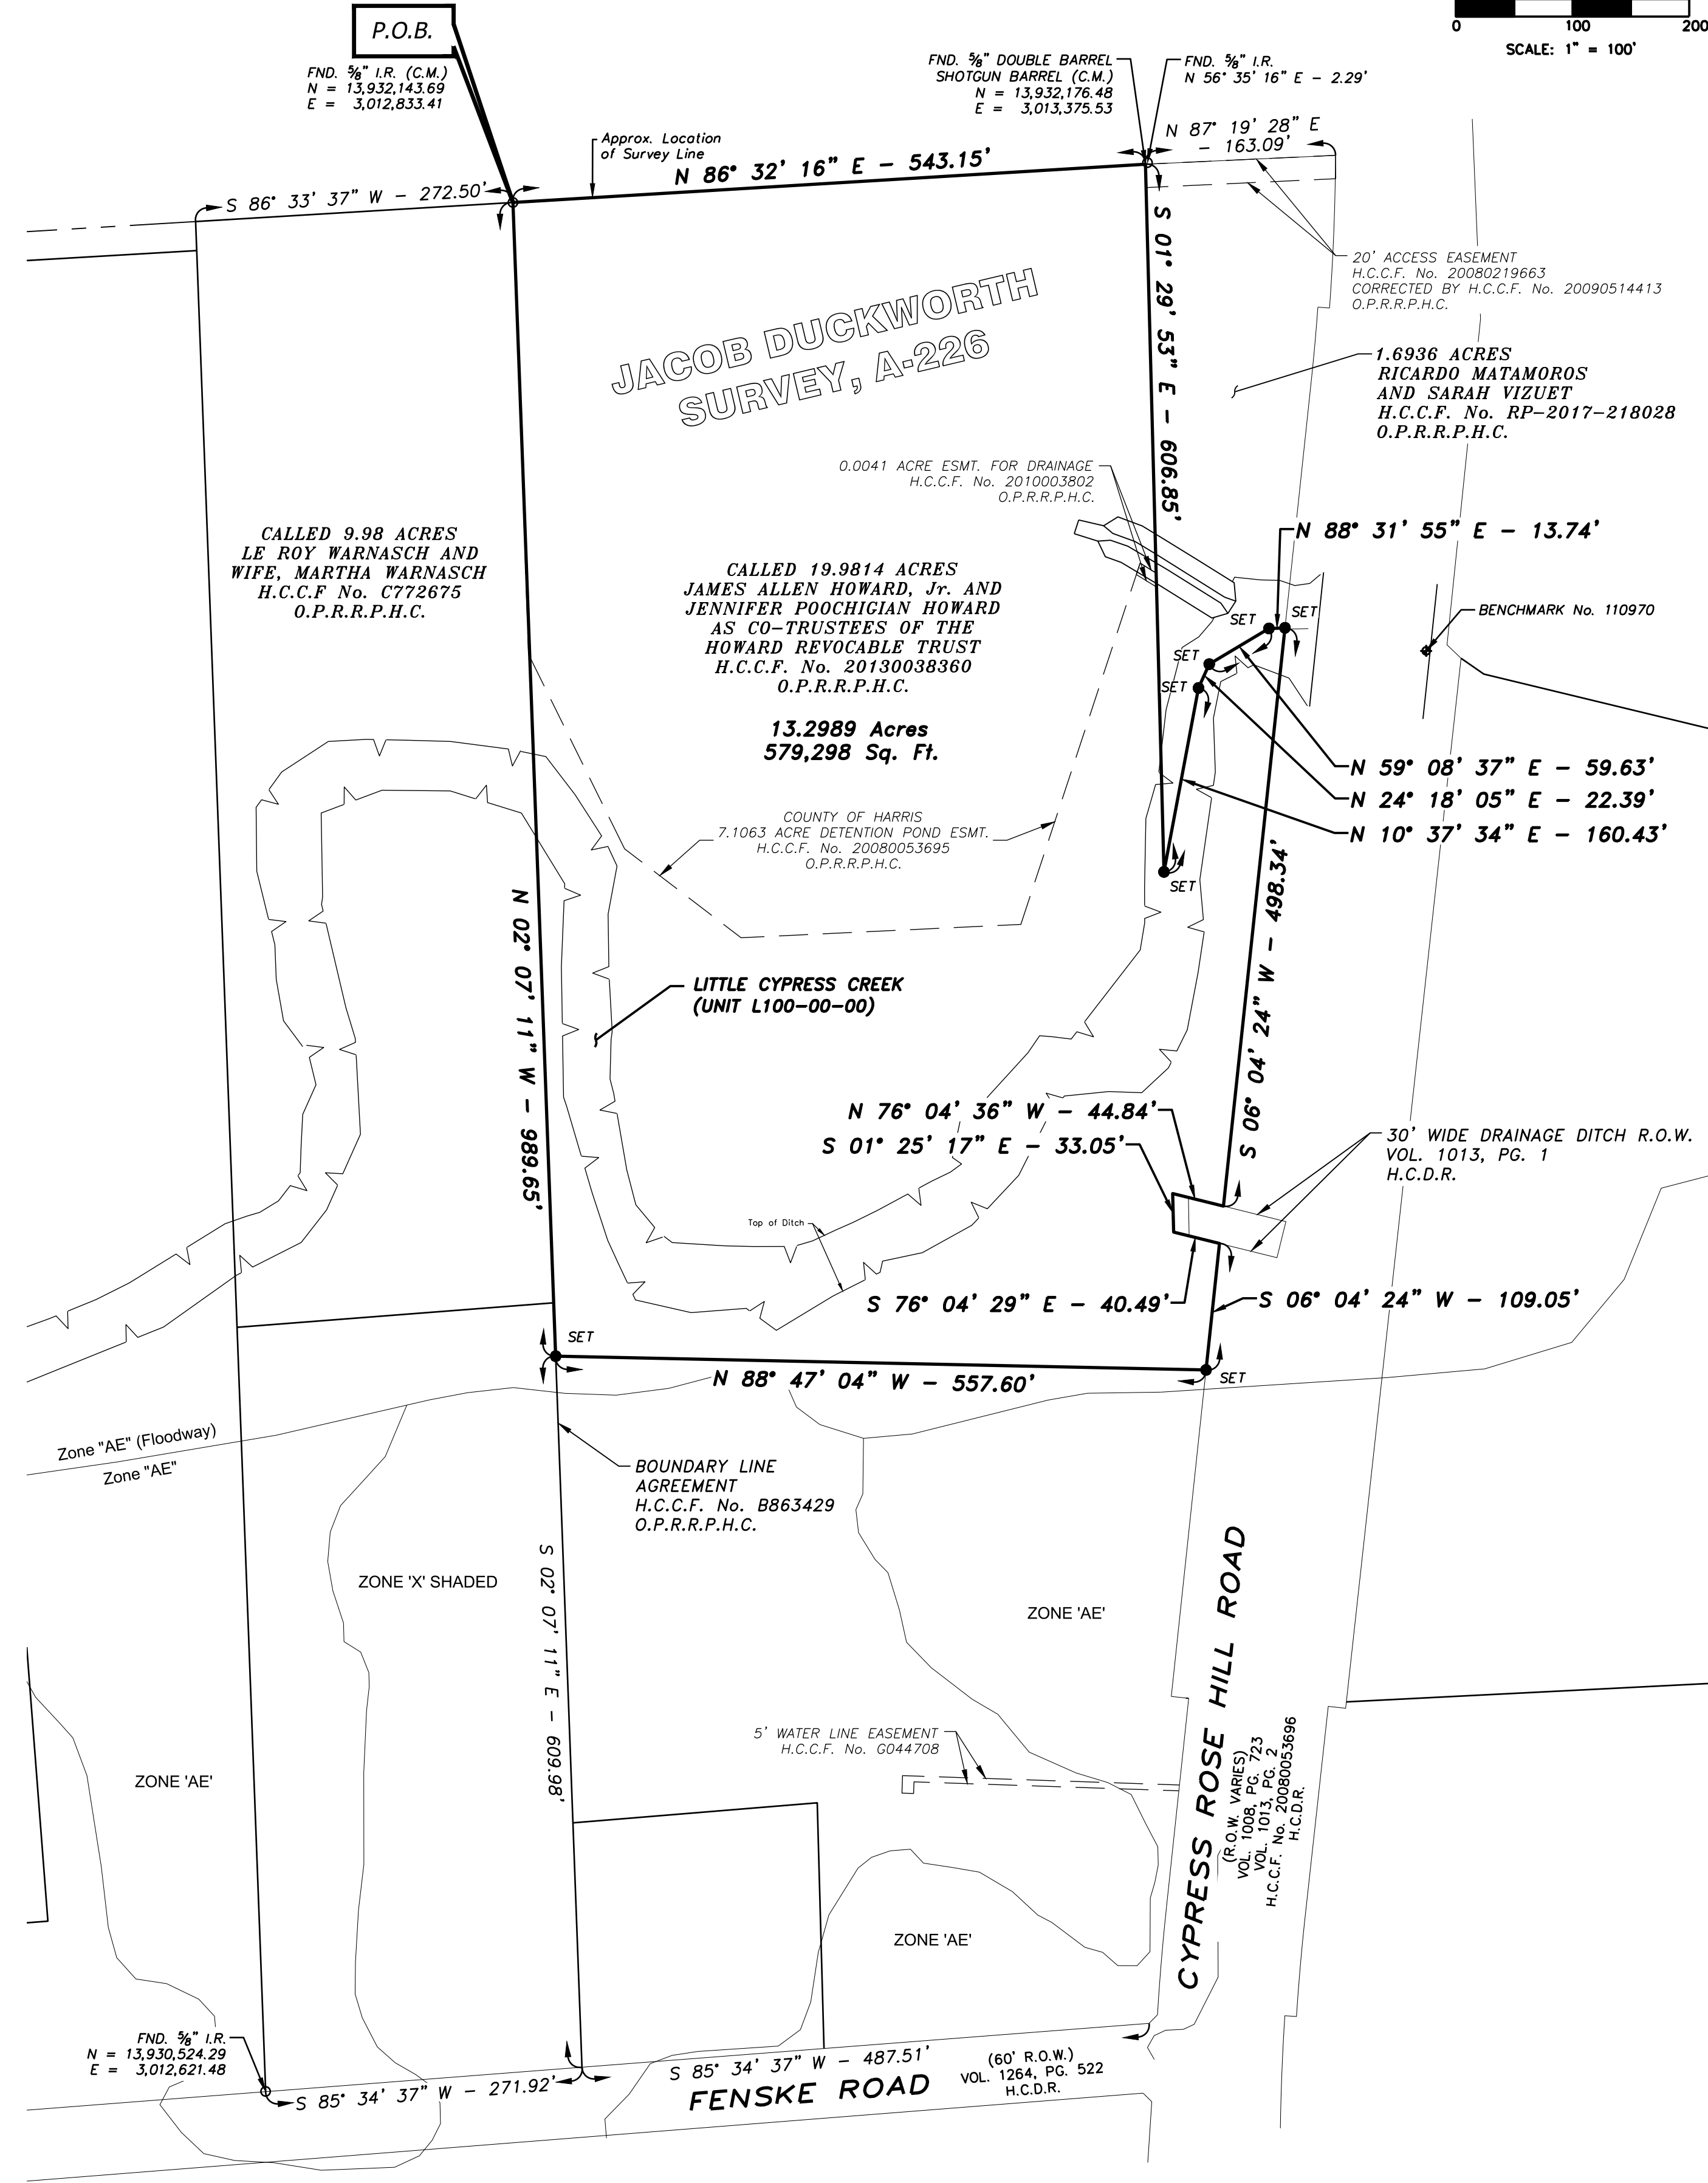 P.O.B.
0 100 200
SCALE: 1" = 100'
FND. ⅝" I.R. (C.M.)
N = 13,932,143.69
E = 3,012,833.41
FND. ⅝" DOUBLE BARREL
SHOTGUN BARREL (C.M.)
N = 13,932,176.48
E = 3,013,375.53
FND. ⅝" I.R.
N 56° 35' 16" E - 2.29'
N 87° 19' 28" E
- 163.09'
Approx. Location
of Survey Line
N 86° 32' 16" E - 543.15'
S 86° 33' 37" W - 272.50'
S 01° 29' 53" E - 606.85'
20' ACCESS EASEMENT
H.C.C.F. No. 20080219663
CORRECTED BY H.C.C.F. No. 20090514413
O.P.R.R.P.H.C.
JACOB DUCKWORTH
SURVEY, A-226
1.6936 ACRES
RICARDO MATAMOROS
AND SARAH VIZUET
H.C.C.F. No. RP-2017-218028
O.P.R.R.P.H.C.
0.0041 ACRE ESMT. FOR DRAINAGE
H.C.C.F. No. 2010003802
O.P.R.R.P.H.C.
N 88° 31' 55" E - 13.74'
CALLED 9.98 ACRES
LE ROY WARNASCH AND
WIFE, MARTHA WARNASCH
H.C.C.F No. C772675
O.P.R.R.P.H.C.
CALLED 19.9814 ACRES
JAMES ALLEN HOWARD, Jr. AND
JENNIFER POOCHIGIAN HOWARD
AS CO-TRUSTEES OF THE
HOWARD REVOCABLE TRUST
H.C.C.F. No. 20130038360
O.P.R.R.P.H.C.
13.2989 Acres
579,298 Sq. Ft.
BENCHMARK No. 110970
SET
SET
SET
SET
N 59° 08' 37" E - 59.63'
N 24° 18' 05" E - 22.39'
N 10° 37' 34" E - 160.43'
COUNTY OF HARRIS
7.1063 ACRE DETENTION POND ESMT.
H.C.C.F. No. 20080053695
O.P.R.R.P.H.C.
SET
S 06° 04' 24" W - 498.34'
N 02° 07' 11" W - 989.65'
LITTLE CYPRESS CREEK
(UNIT L100-00-00)
N 76° 04' 36" W - 44.84'
S 01° 25' 17" E - 33.05'
30' WIDE DRAINAGE DITCH R.O.W.
VOL. 1013, PG. 1
H.C.D.R.
Top of Ditch
S 76° 04' 29" E - 40.49'
S 06° 04' 24" W - 109.05'
SET
N 88° 47' 04" W - 557.60'
SET
Zone "AE" (Floodway)
Zone "AE"
BOUNDARY LINE
AGREEMENT
H.C.C.F. No. B863429
O.P.R.R.P.H.C.
S 02° 07' 11" E - 609.98'
ZONE 'X' SHADED
ZONE 'AE'
5' WATER LINE EASEMENT
H.C.C.F. No. G044708
ZONE 'AE'
ZONE 'AE'
CYPRESS ROSE HILL ROAD
(R.O.W. VARIES)
VOL. 1008, PG. 723
VOL. 1013, PG. 2
H.C.C.F. No. 20080053696
H.C.D.R.
FND. ⅝" I.R.
N = 13,930,524.29
E = 3,012,621.48
S 85° 34' 37" W - 271.92'
S 85° 34' 37" W - 487.51'
FENSKE ROAD
(60' R.O.W.)
VOL. 1264, PG. 522
H.C.D.R.